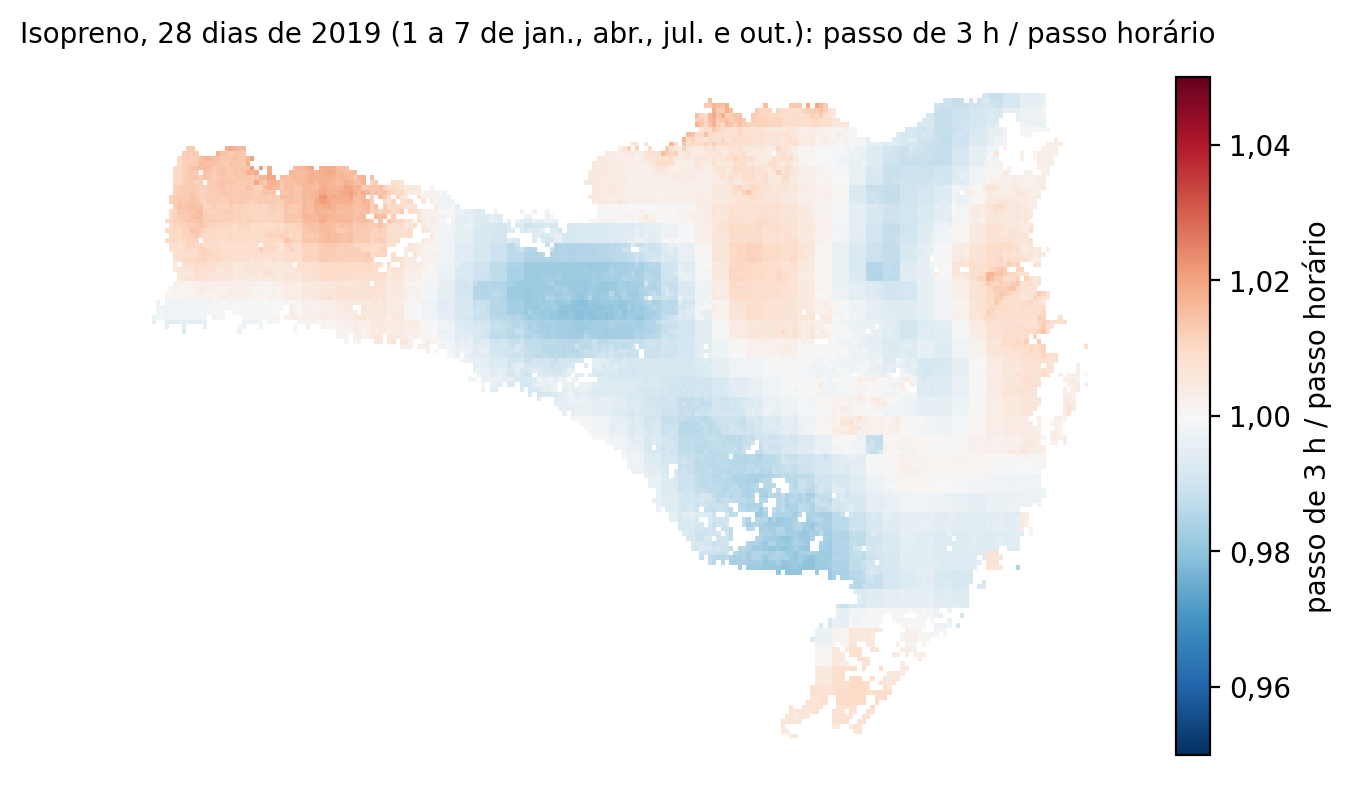 Isopreno, 28 dias de 2019 (1 a 7 de jan., abr., jul. e out.): passo de 3 h / passo horário
1,04
1,02
1,00
0,98
0,96
passo de 3 h / passo horário